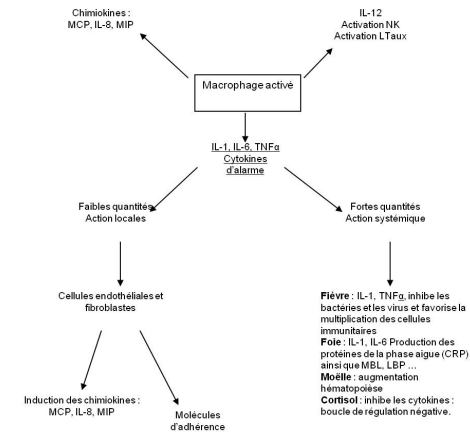 Chimiokines :
MCP, IL-8, MIP
IL-12
Activation NK
Activation LTaux
Macrophage activé
IL-1, IL-6, TNFα
Cytokines
d'alarme
Faibles quantités
Action locales
Fortes quantités
Action systémique
Cellules endothéliales et
fibroblastes
Fièvre : IL-1, TNFα, inhibe les
bactéries et les virus et favorise la
multiplication des cellules
immunitaires
Foie : IL-1, IL-6 Production des
protéines de la phase aigue (CRP)
ainsi que MBL, LBP ...
Moëlle : augmentation
hématopoièse
Cortisol : inhibe les cytokines :
boucle de régulation négative.
Induction des chimiokines :
MCP, IL-8, MIP
Molécules
d'adhérence